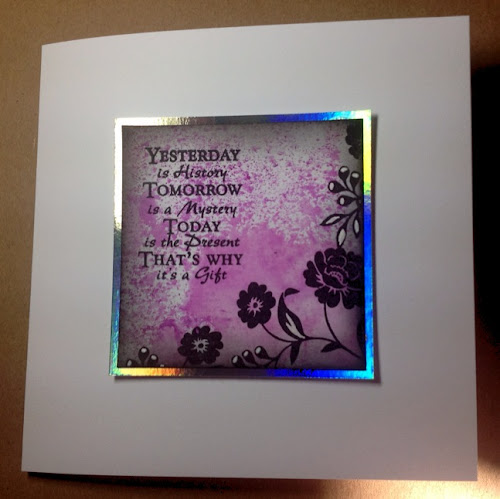 YESTERDAY
is History
TOMORROW
is a Mystery
TODAY
is the Present
THAT'S WHY
it's a Gift